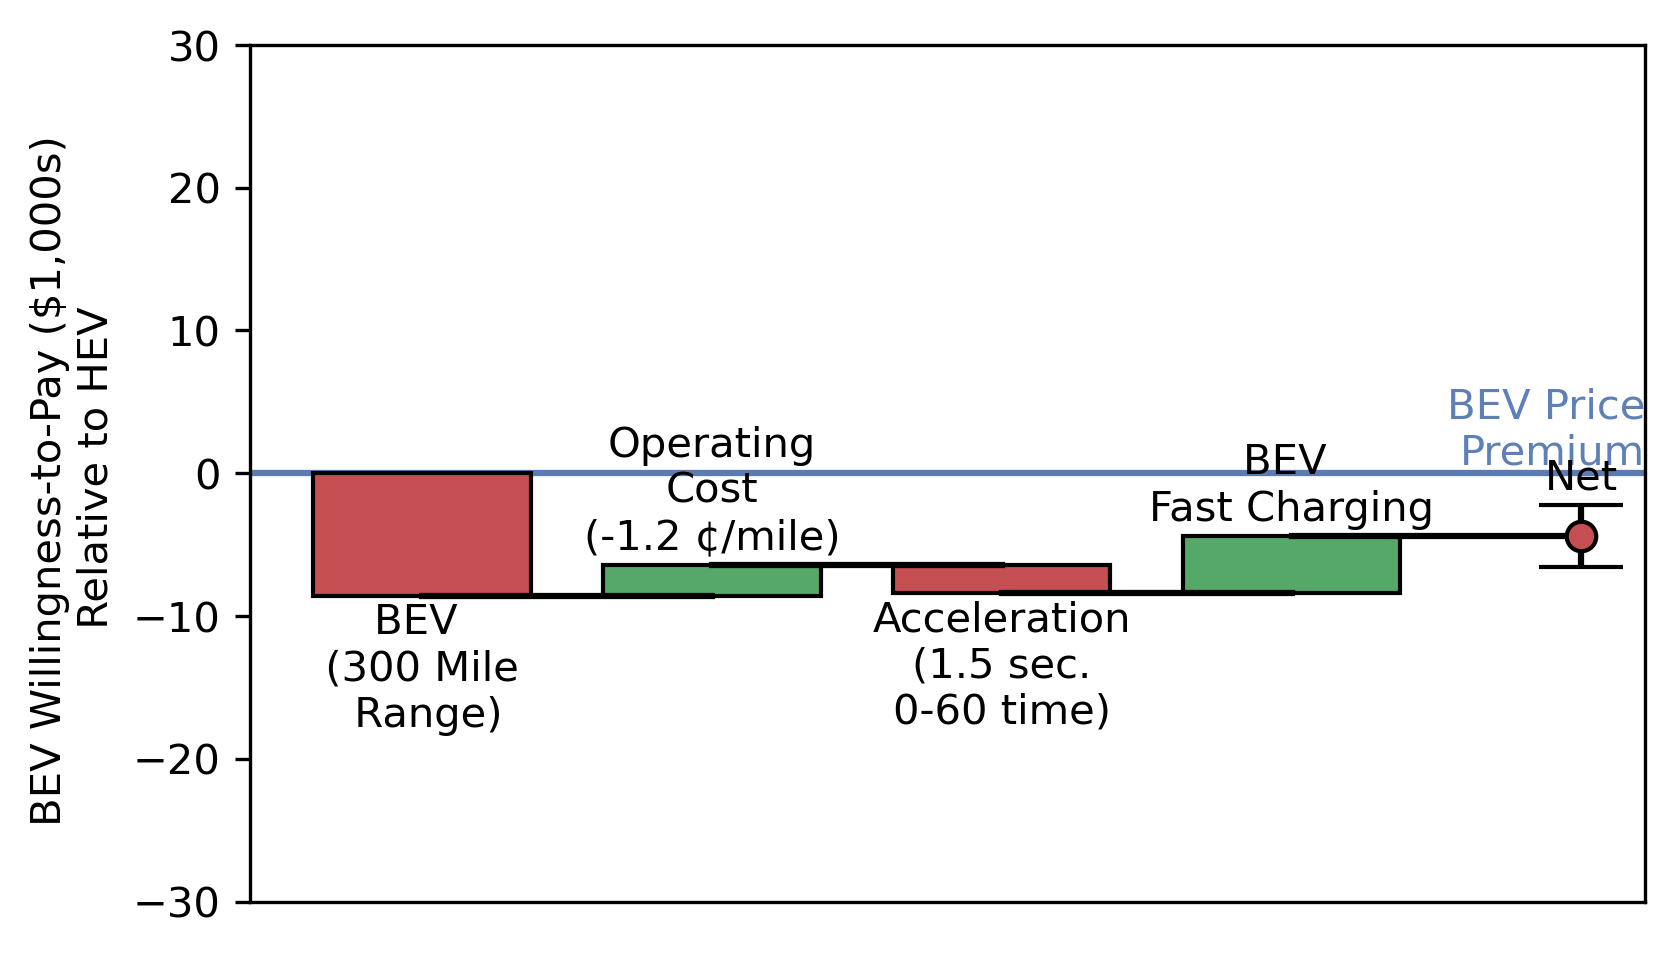 BEV Willingness-to-Pay ($1,000s)
Relative to HEV
30
20
10
0
−10
−20
−30
BEV
(300 Mile
Range)
Operating
Cost
(-1.2 ¢/mile)
Acceleration
(1.5 sec.
0-60 time)
BEV
Fast Charging
BEV Price
Premium
Net